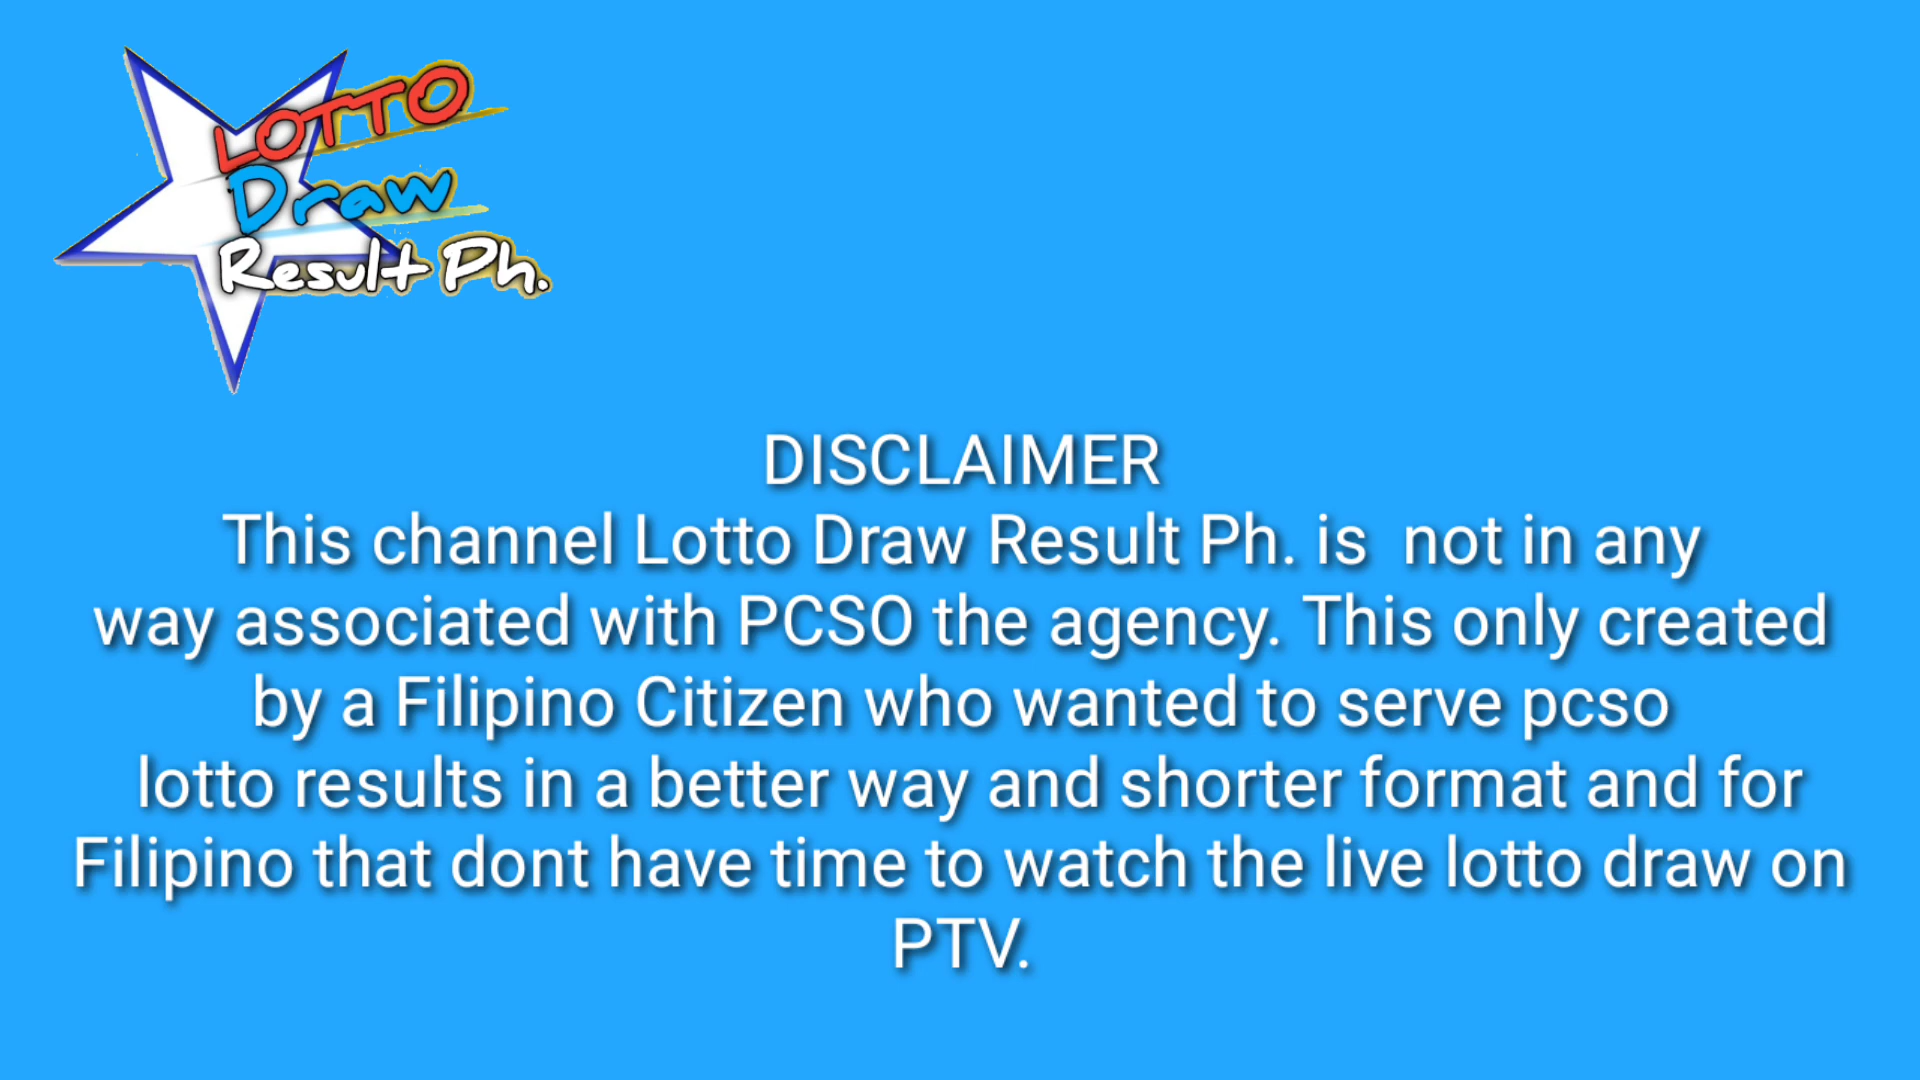 LOTTO
Draw
Result Ph.
DISCLAIMER
This channel Lotto Draw Result Ph. is  not in any
way associated with PCSO the agency. This only created
by a Filipino Citizen who wanted to serve pcso
lotto results in a better way and shorter format and for
Filipino that dont have time to watch the live lotto draw on
PTV.